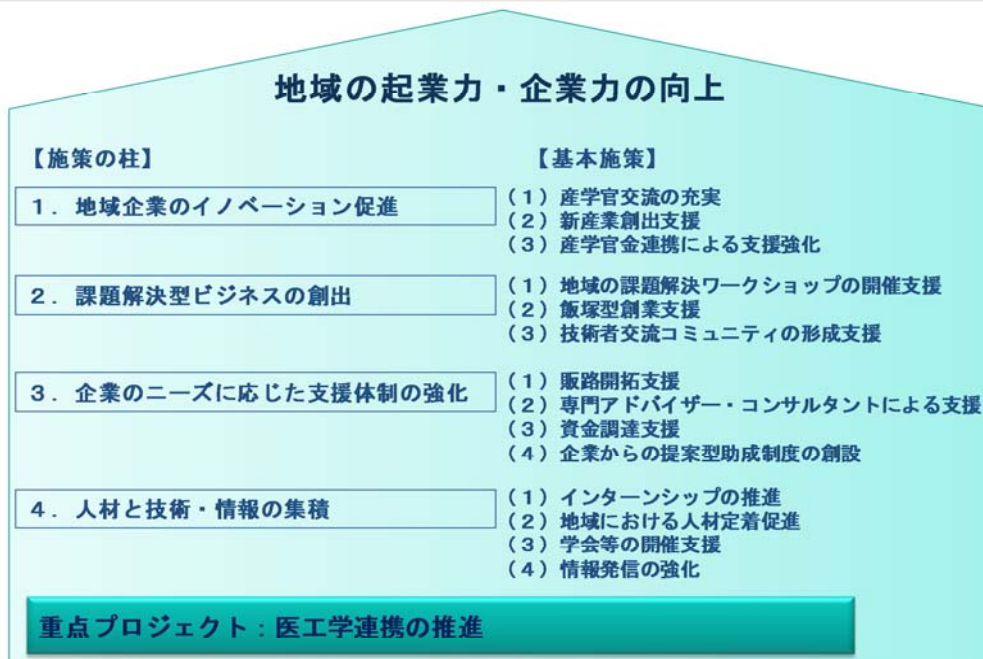 地域の起業力・企業力の向上
【施策の柱】
【基本施策】
1．地域企業のイノベーション促進
（1）産学官交流の充実
（2）新産業創出支援
（3）産学官金連携による支援強化
2．課題解決型ビジネスの創出
（1）地域の課題解決ワークショップの開催支援
（2）飯塚型創業支援
（3）技術者交流コミュニティの形成支援
3．企業のニーズに応じた支援体制の強化
（1）販路開拓支援
（2）専門アドバイザー・コンサルタントによる支援
（3）資金調達支援
（4）企業からの提案型助成制度の創設
4．人材と技術・情報の集積
（1）インターンシップの推進
（2）地域における人材定着促進
（3）学会等の開催支援
（4）情報発信の強化
重点プロジェクト：医工学連携の推進